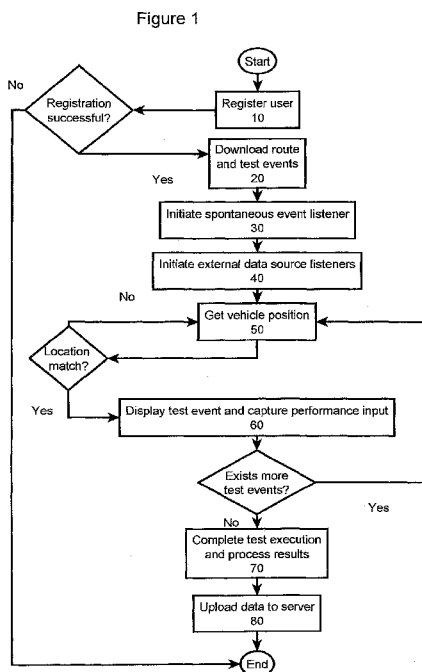 Figure 1
Start
No
Registration
successful?
Register user
10
Yes
Download route
and test events
20
Initiate spontaneous event listener
30
Initiate external data source listeners
40
No
Get vehicle position
50
Location
match?
Yes
Display test event and capture performance input
60
Exists more
test events?
Yes
No
Complete test execution
and process results
70
Upload data to server
80
End